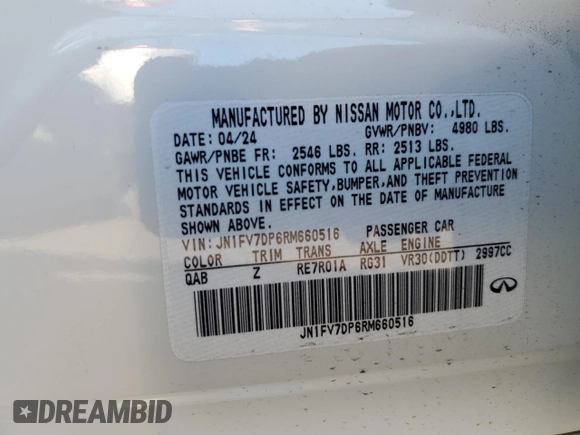 MANUFACTURED BY NISSAN MOTOR CO.,LTD.
DATE: 04/24 GVWR/PNBV: 4980 LBS.
GAWR/PNBE FR: 2546 LBS. RR: 2513 LBS.
THIS VEHICLE CONFORMS TO ALL APPLICABLE FEDERAL
MOTOR VEHICLE SAFETY,BUMPER,AND THEFT PREVENTION
STANDARDS IN EFFECT ON THE DATE OF MANUFACTURE
SHOWN ABOVE.
VIN: JN1FV7DP6RM660516 PASSENGER CAR
COLOR TRIM TRANS AXLE ENGINE
QAB Z RE7R01A RG31 VR30(DDTT) 2997CC
JN1FV7DP6RM660516
DREAMBID